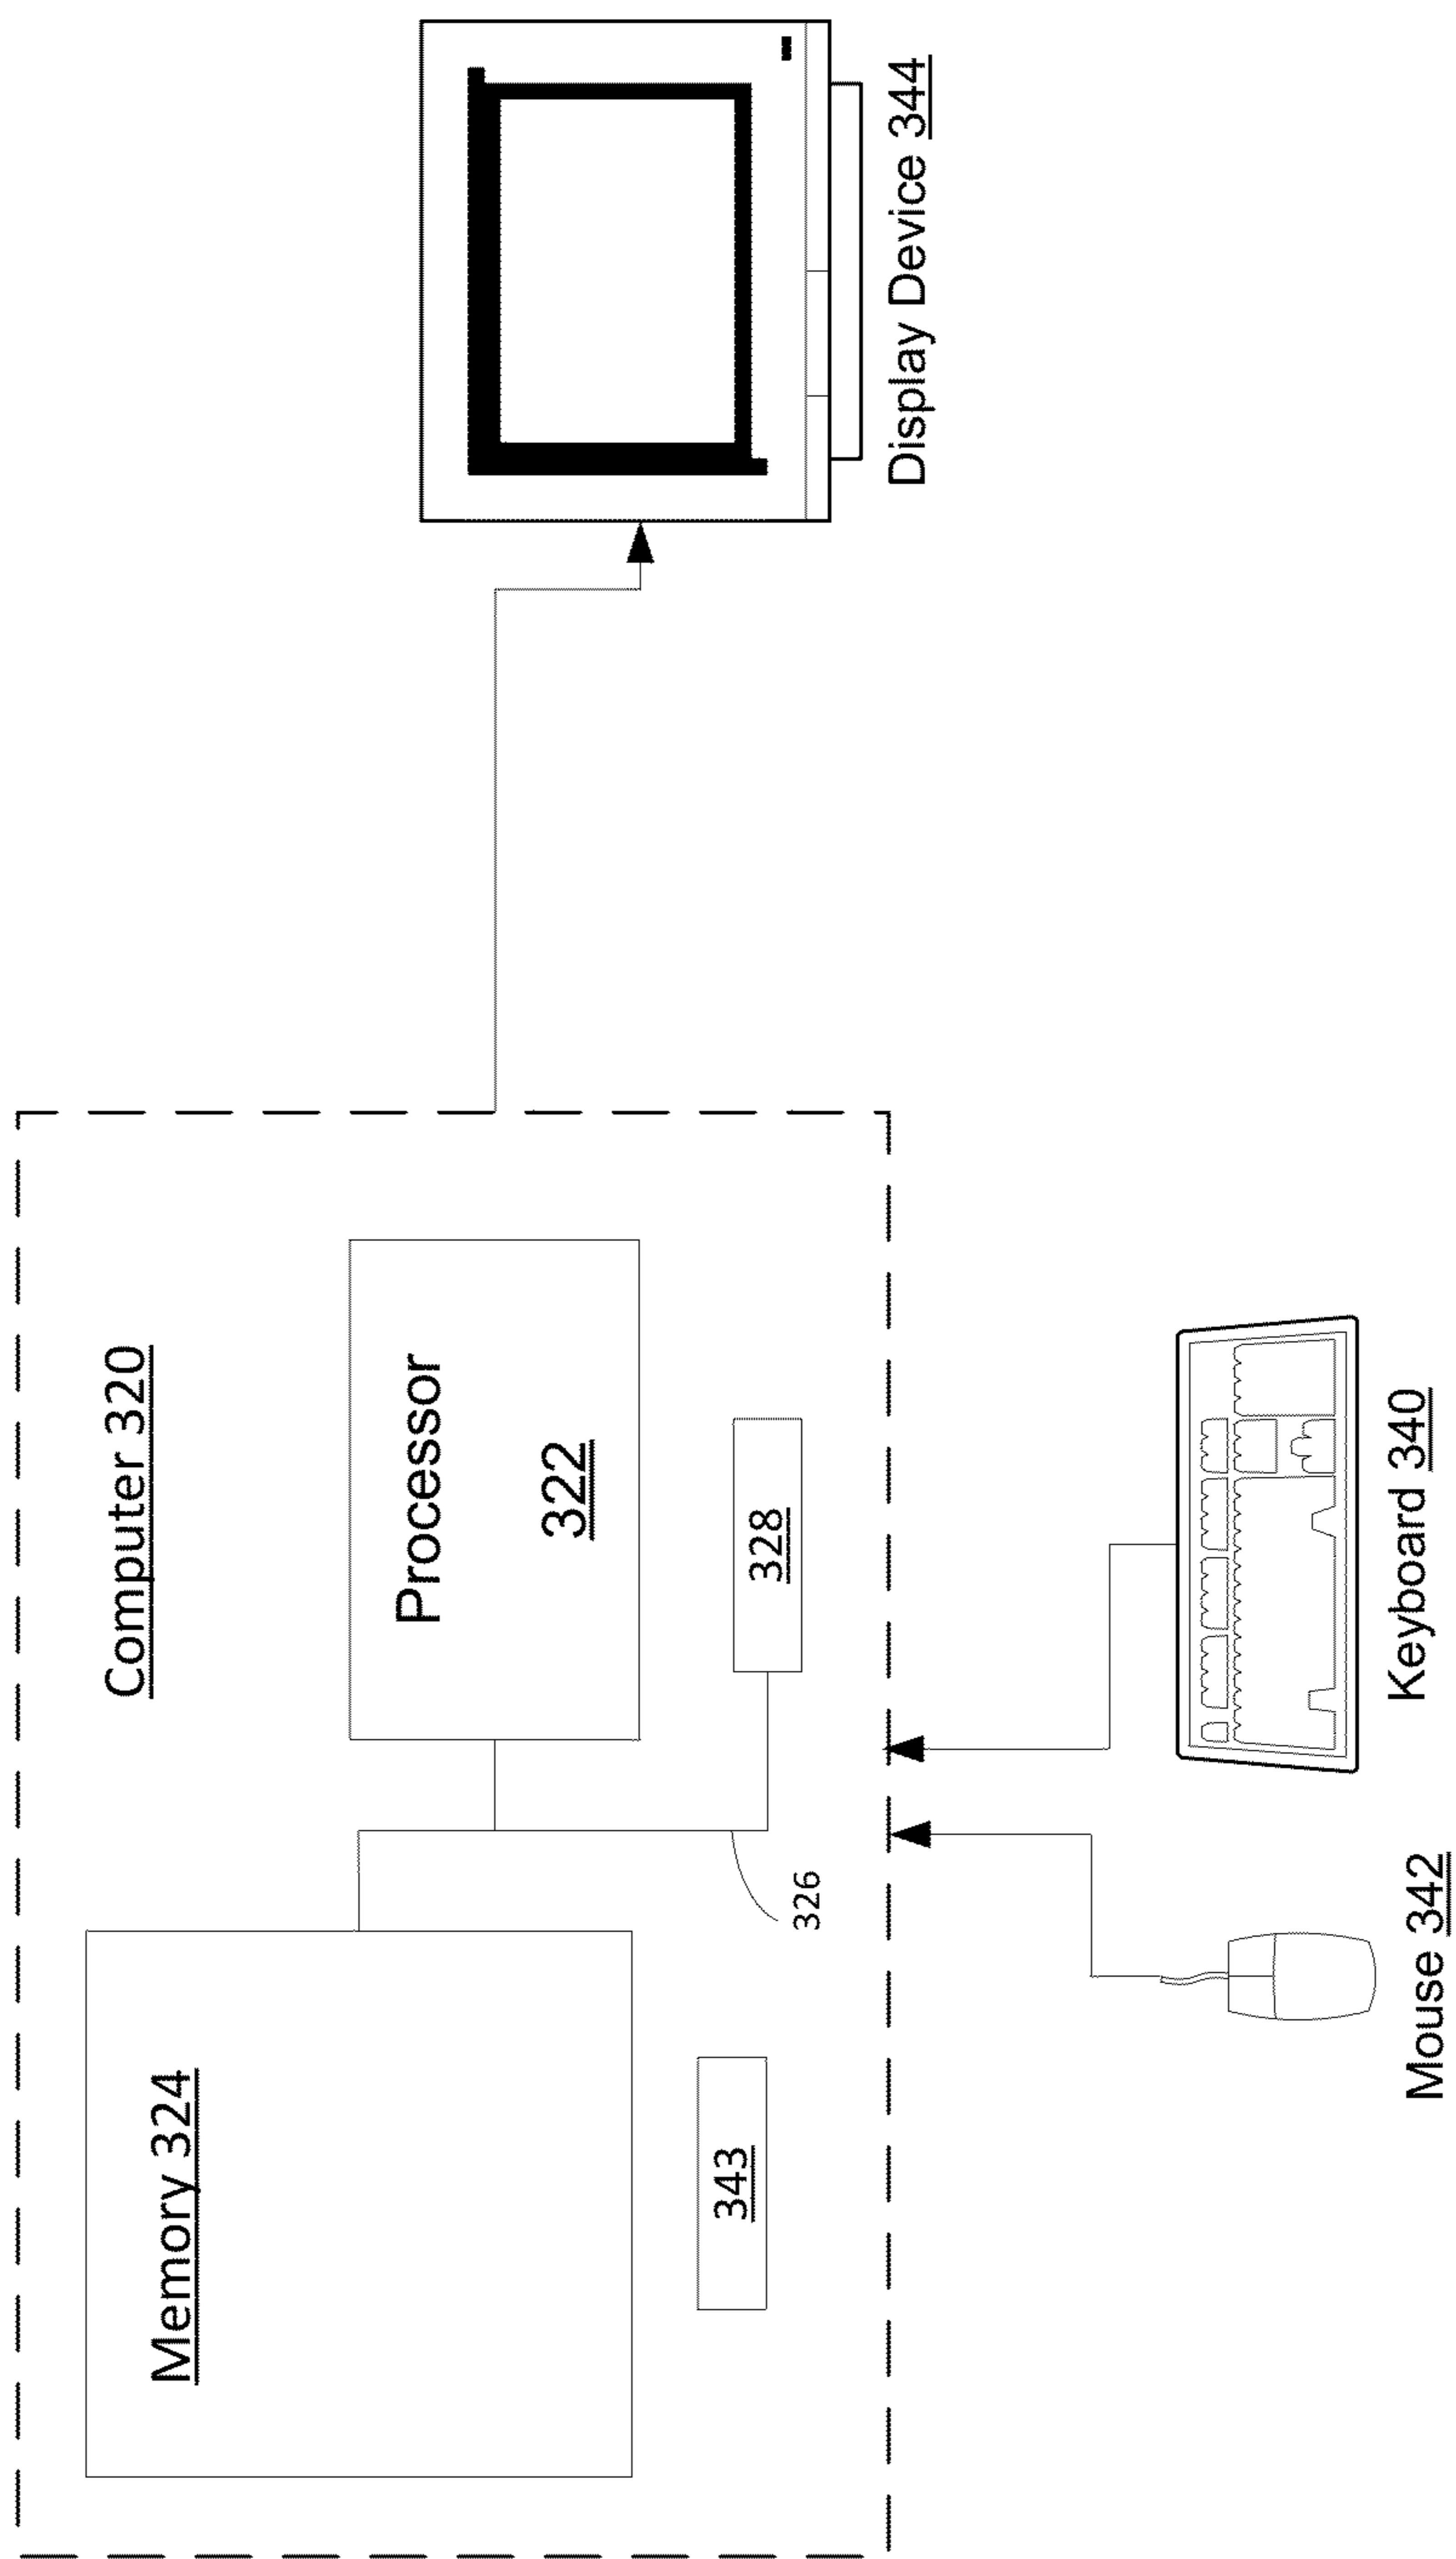 Computer 320
Memory 324
Processor
322
328
326
343
Display Device 344
Keyboard 340
Mouse 342